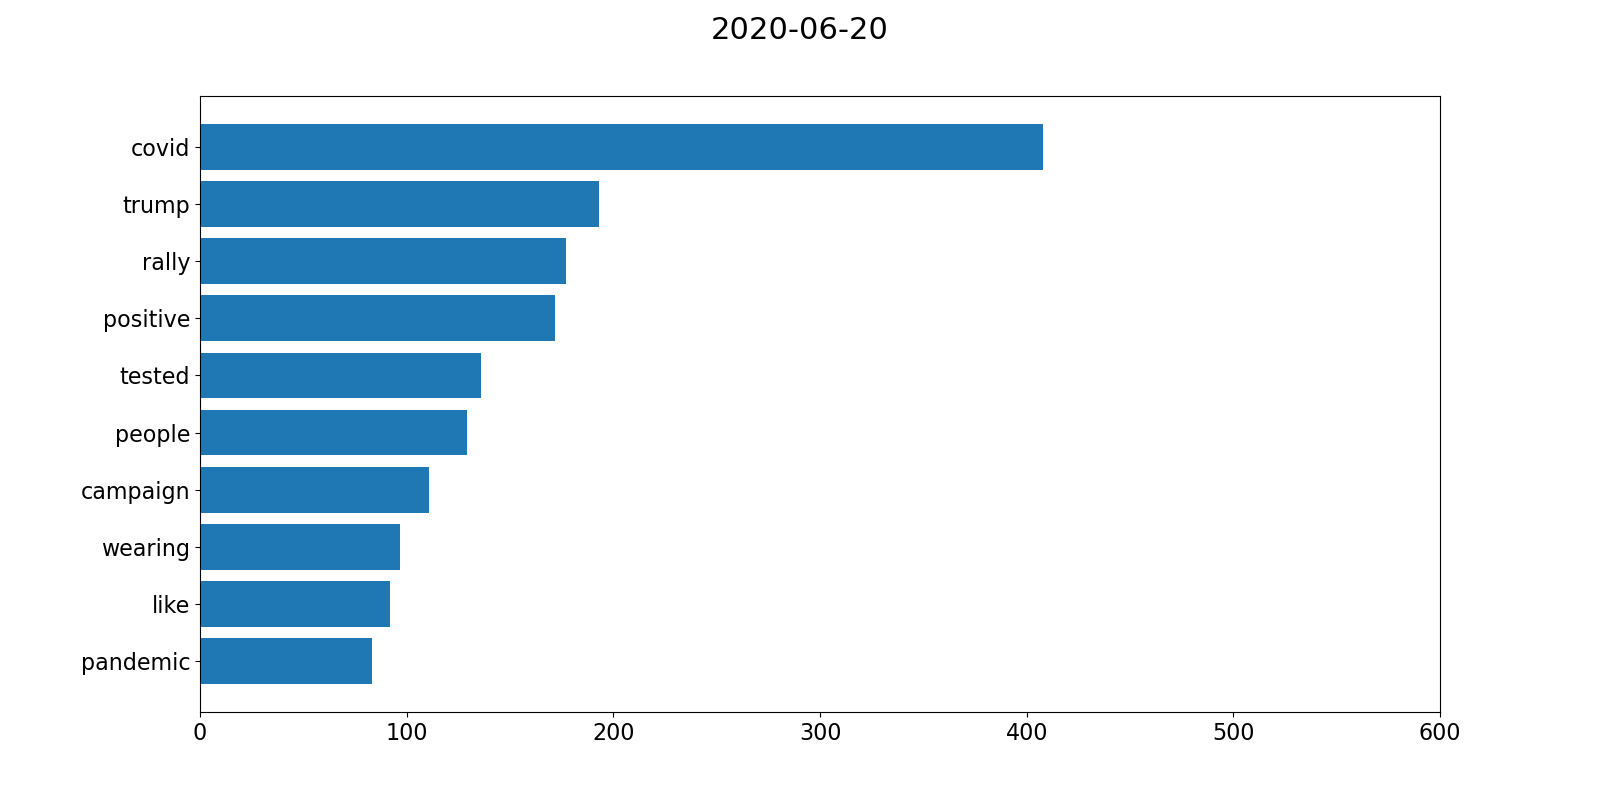 2020-06-20
covid
trump
rally
positive
tested
people
campaign
wearing
like
pandemic
0 100 200 300 400 500 600